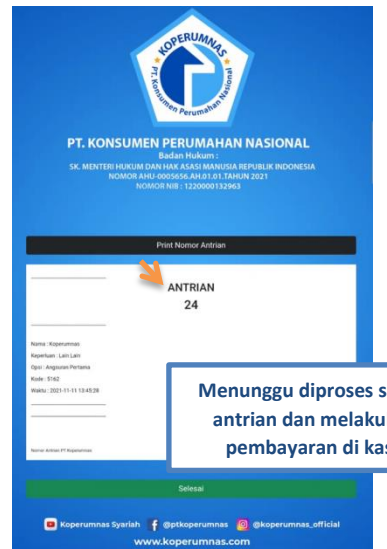 KOPERUMNAS
PT. Konsumen Perumahan Nasional
PT. KONSUMEN PERUMAHAN NASIONAL
Badan Hukum :
SK. MENTERI HUKUM DAN HAK ASASI MANUSIA REPUBLIK INDONESIA
NOMOR AHU-0005656.AH.01.01.TAHUN 2021
NOMOR NIB : 1220000132963
Print Nomor Antrian
ANTRIAN
24
Nama : Koperumnas
Keperluan : Lain Lain
Opsi : Angsuran Pertama
Kode : 5162
Waktu : 2021-11-11 13:45:28
Menunggu diproses s
antrian dan melaku
pembayaran di kas
Nomor Antrian PT Koperumnas
Selesai
Koperumnas Syariah @ptkoperumnas @koperumnas_official
www.koperumnas.com